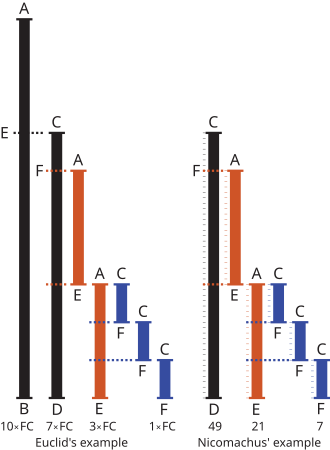 A
E C C
F A F A
E A C E A C
F C F C
F C F C
B D E F D E F
10×FC 7×FC 3×FC 1×FC 49 21 7
Euclid's example Nicomachus' example